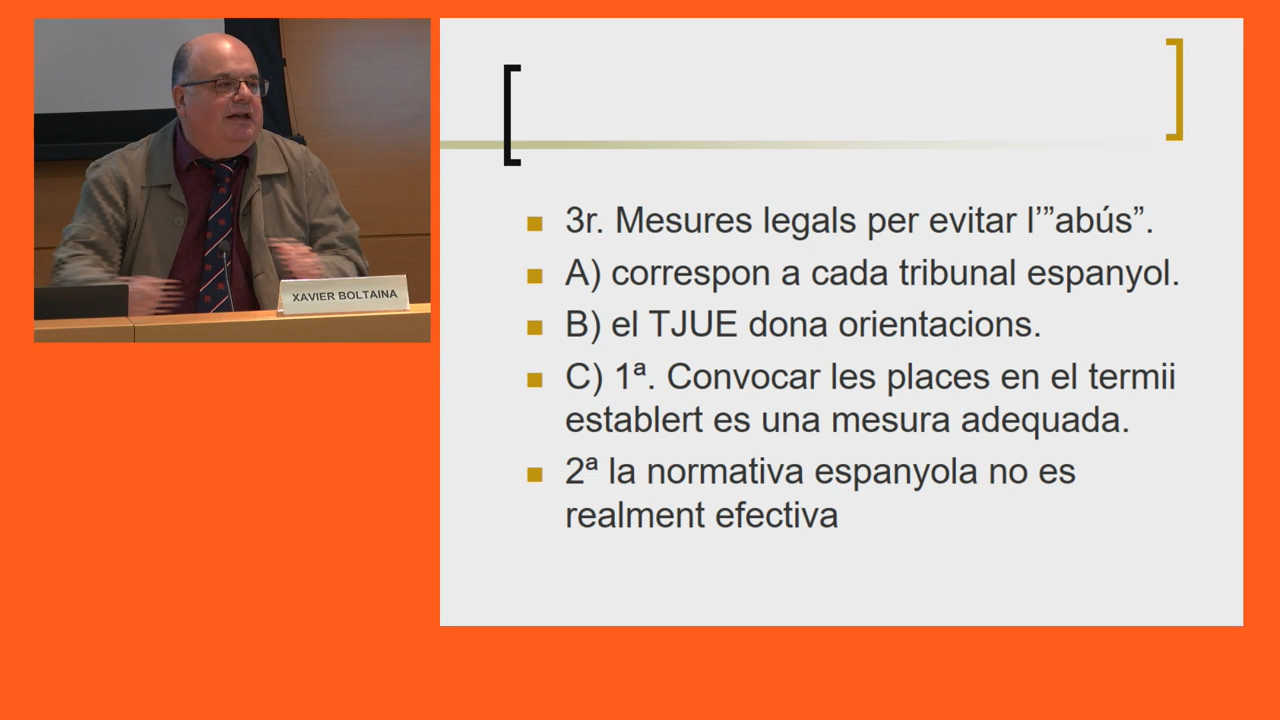 XAVIER BOLTAINA
3r. Mesures legals per evitar l’”abús”.
A) correspon a cada tribunal espanyol.
B) el TJUE dona orientacions.
C) 1ª. Convocar les places en el termii
establert es una mesura adequada.
2ª la normativa espanyola no es
realment efectiva